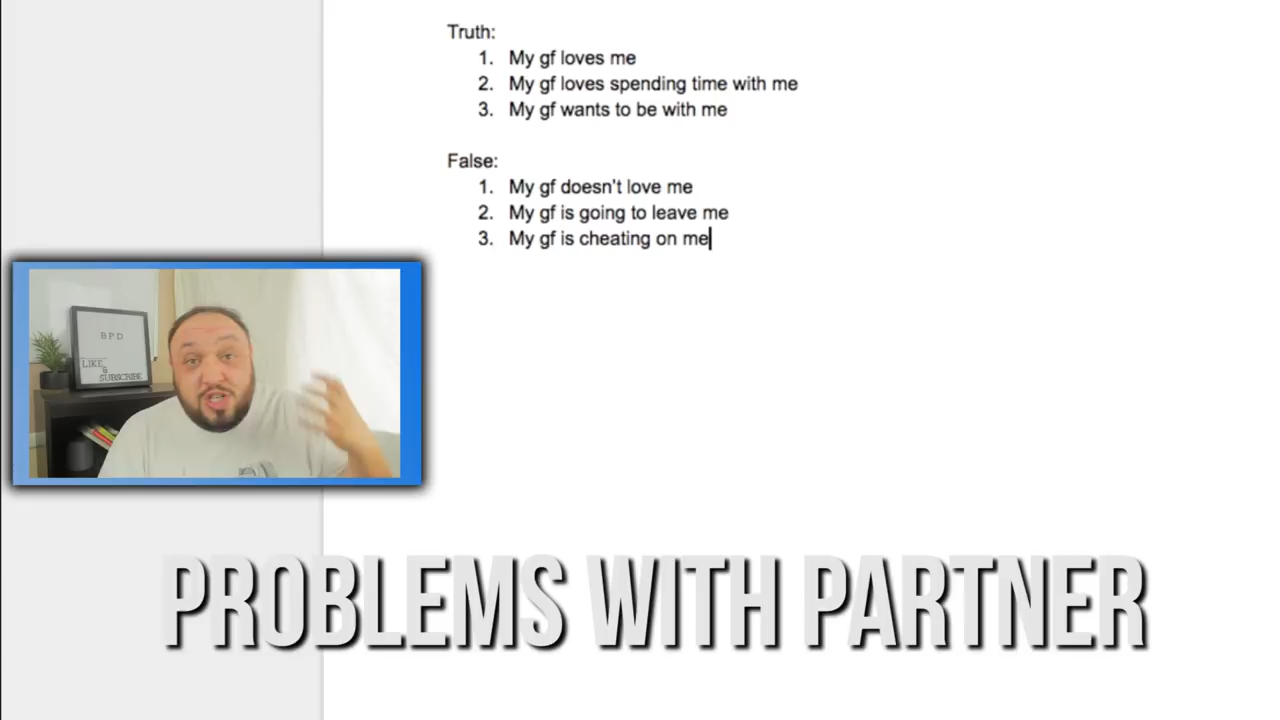 Truth:
1. My gf loves me
2. My gf loves spending time with me
3. My gf wants to be with me
False:
1. My gf doesn't love me
2. My gf is going to leave me
3. My gf is cheating on me
BPD
LIKE
&
SUBSCRIBE
PROBLEMS WITH PARTNER